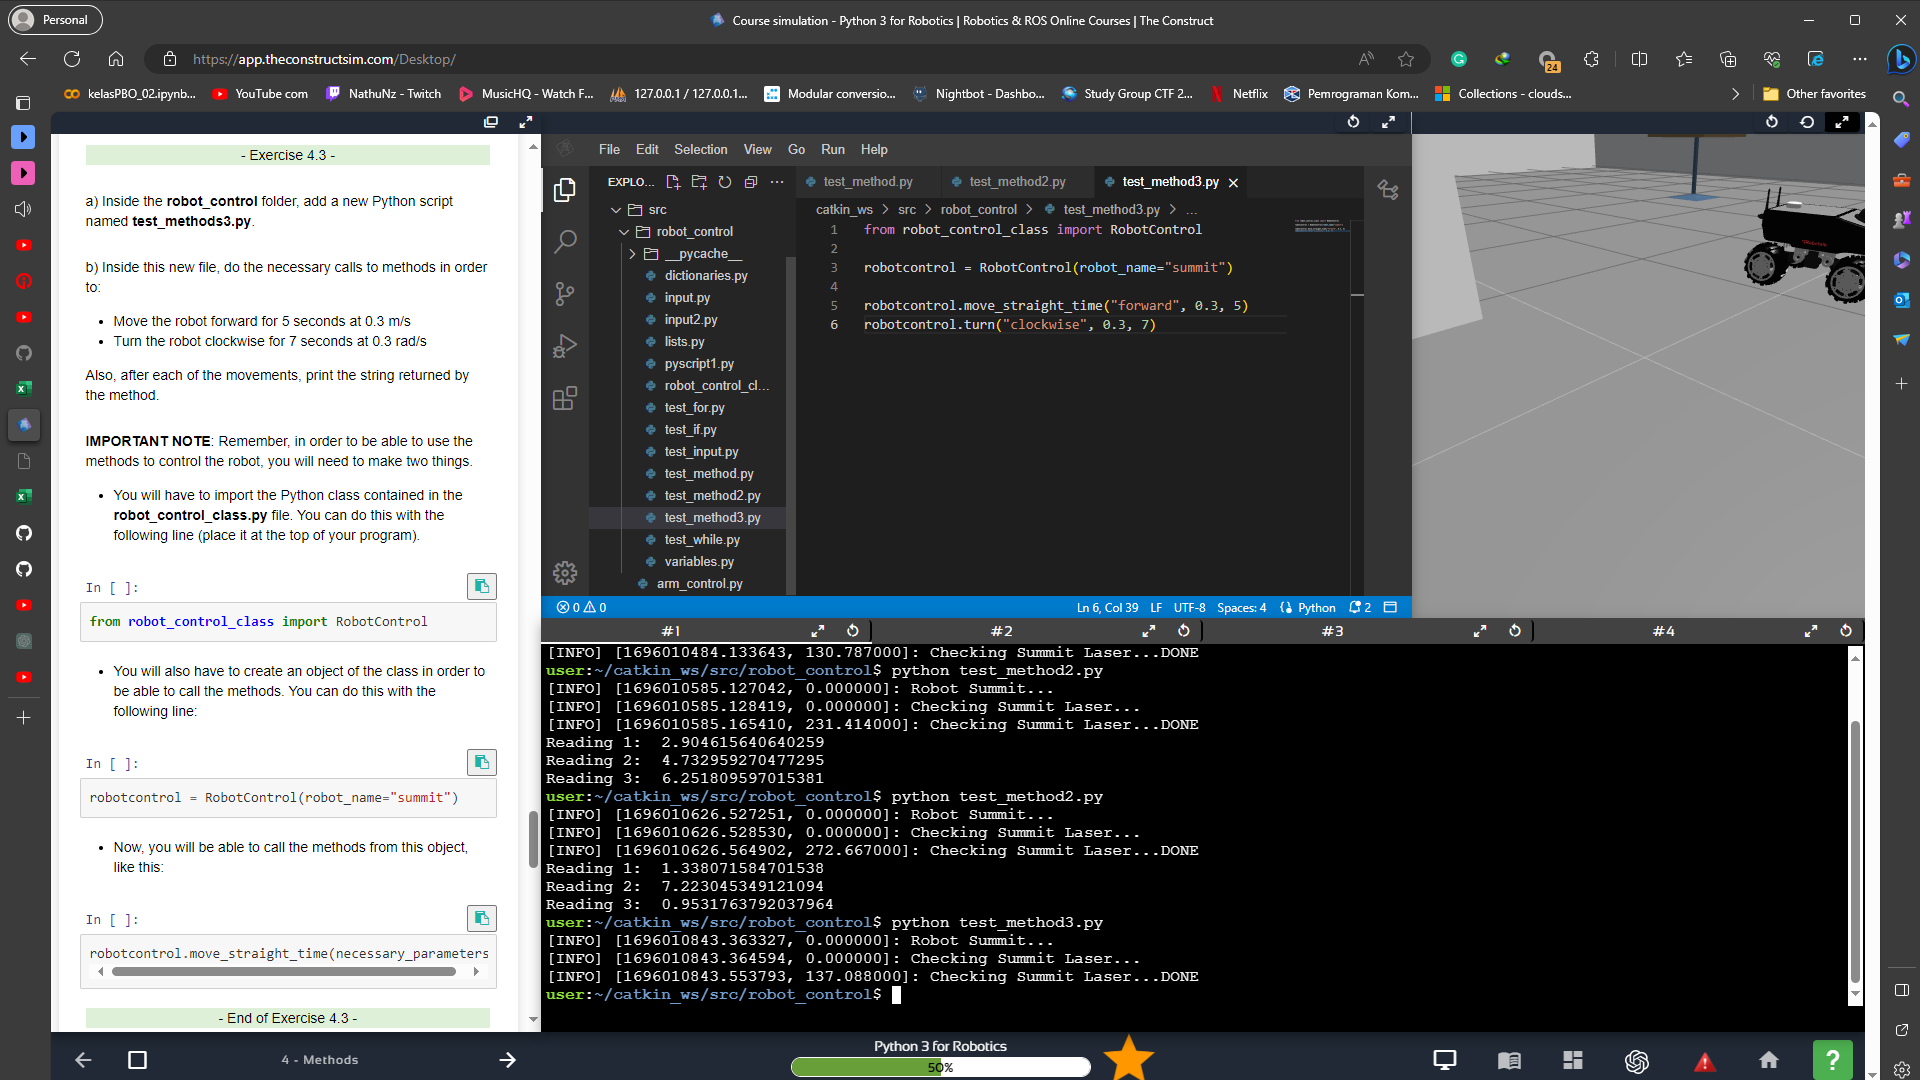 Personal
Course simulation - Python 3 for Robotics | Robotics & ROS Online Courses | The Construct
https://app.theconstructsim.com/Desktop/
24
kelasPBO_02.ipynb...
YouTube com
NathuNz - Twitch
MusicHQ - Watch F...
127.0.0.1 / 127.0.0.1...
Modular conversio...
Nightbot - Dashbo...
Study Group CTF 2...
Netflix
Pemrograman Kom...
Collections - clouds...
Other favorites
- Exercise 4.3 -
a) Inside the robot_control folder, add a new Python script
named test_methods3.py.
b) Inside this new file, do the necessary calls to methods in order
to:
• Move the robot forward for 5 seconds at 0.3 m/s
• Turn the robot clockwise for 7 seconds at 0.3 rad/s
Also, after each of the movements, print the string returned by
the method.
IMPORTANT NOTE: Remember, in order to be able to use the
methods to control the robot, you will need to make two things.
• You will have to import the Python class contained in the
robot_control_class.py file. You can do this with the
following line (place it at the top of your program).
In [ ]:
from robot_control_class import RobotControl
• You will also have to create an object of the class in order to
be able to call the methods. You can do this with the
following line:
In [ ]:
robotcontrol = RobotControl(robot_name="summit")
• Now, you will be able to call the methods from this object,
like this:
In [ ]:
robotcontrol.move_straight_time(necessary_parameters
- End of Exercise 4.3 -
File Edit Selection View Go Run Help
EXPLO...
src
robot_control
__pycache__
dictionaries.py
input.py
input2.py
lists.py
pyscript1.py
robot_control_cl...
test_for.py
test_if.py
test_input.py
test_method.py
test_method2.py
test_method3.py
test_while.py
variables.py
arm_control.py
test_method.py
test_method2.py
test_method3.py
catkin_ws > src > robot_control > test_method3.py > ...
1 from robot_control_class import RobotControl
2
3 robotcontrol = RobotControl(robot_name="summit")
4
5 robotcontrol.move_straight_time("forward", 0.3, 5)
6 robotcontrol.turn("clockwise", 0.3, 7)
0 0
Ln 6, Col 39 LF UTF-8 Spaces: 4 Python 2
#1 #2 #3 #4
[INFO] [1696010484.133643, 130.787000]: Checking Summit Laser...DONE
user:~/catkin_ws/src/robot_control$ python test_method2.py
[INFO] [1696010585.127042, 0.000000]: Robot Summit...
[INFO] [1696010585.128419, 0.000000]: Checking Summit Laser...
[INFO] [1696010585.165410, 231.414000]: Checking Summit Laser...DONE
Reading 1: 2.904615640640259
Reading 2: 4.732959270477295
Reading 3: 6.251809597015381
user:~/catkin_ws/src/robot_control$ python test_method2.py
[INFO] [1696010626.527251, 0.000000]: Robot Summit...
[INFO] [1696010626.528530, 0.000000]: Checking Summit Laser...
[INFO] [1696010626.564902, 272.667000]: Checking Summit Laser...DONE
Reading 1: 1.338071584701538
Reading 2: 7.223045349121094
Reading 3: 0.9531763792037964
user:~/catkin_ws/src/robot_control$ python test_method3.py
[INFO] [1696010843.363327, 0.000000]: Robot Summit...
[INFO] [1696010843.364594, 0.000000]: Checking Summit Laser...
[INFO] [1696010843.553793, 137.088000]: Checking Summit Laser...DONE
user:~/catkin_ws/src/robot_control$
4 - Methods
Python 3 for Robotics
50%
?